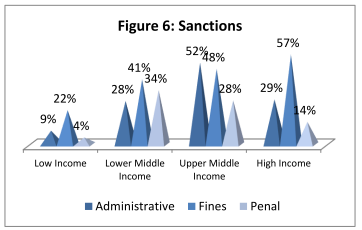 Figure 6: Sanctions
9% 22% 4% 28% 41% 34% 52% 48% 28% 29% 57% 14%
Low Income Lower Middle Income Upper Middle Income High Income
Administrative Fines Penal